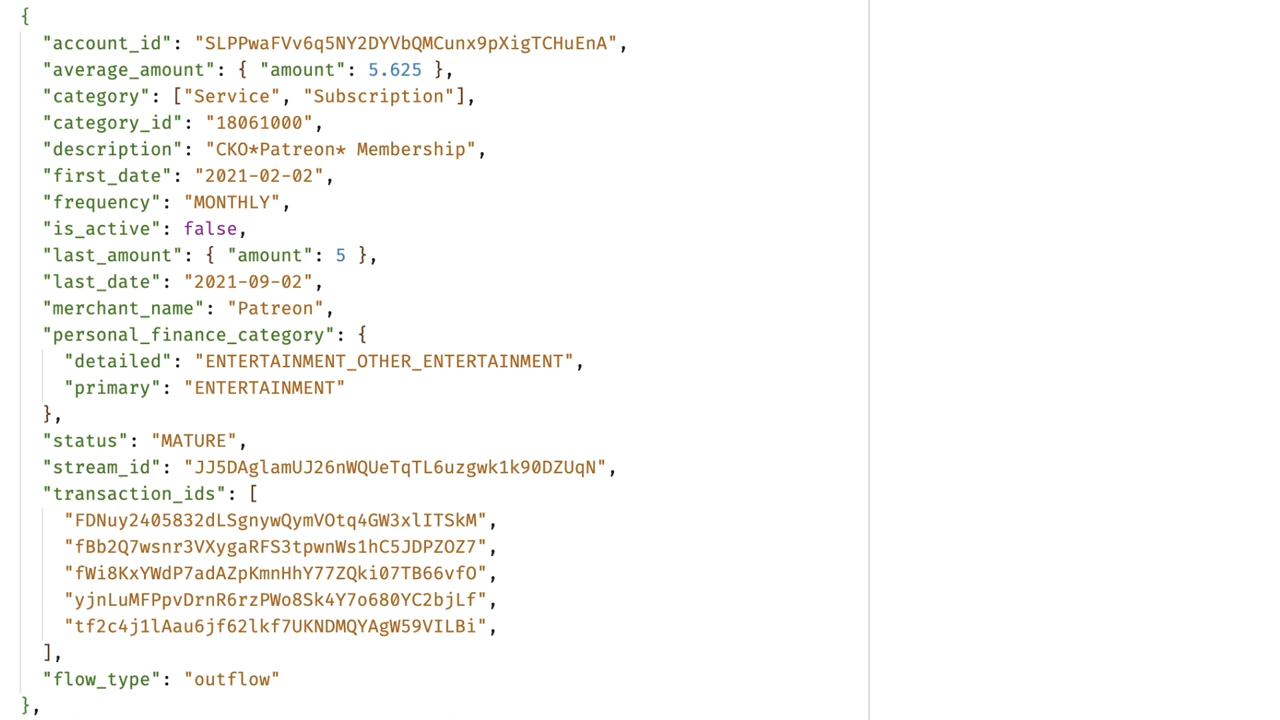 {
"account_id": "SLPPwaFVv6q5NY2DYVbQMCunx9pXigTCHuEnA",
"average_amount": { "amount": 5.625 },
"category": ["Service", "Subscription"],
"category_id": "18061000",
"description": "CKO*Patreon* Membership",
"first_date": "2021-02-02",
"frequency": "MONTHLY",
"is_active": false,
"last_amount": { "amount": 5 },
"last_date": "2021-09-02",
"merchant_name": "Patreon",
"personal_finance_category": {
"detailed": "ENTERTAINMENT_OTHER_ENTERTAINMENT",
"primary": "ENTERTAINMENT"
},
"status": "MATURE",
"stream_id": "JJ5DAglamUJ26nWQUeTqTL6uzgwk1k90DZUqN",
"transaction_ids": [
"FDNuy2405832dLSgnywQymVOtq4GW3xlITSkM",
"fBb2Q7wsnr3VXygaRFS3tpwnWs1hC5JDPZOZ7",
"fWi8KxYWdP7adAZpKmnHhY77ZQki07TB66vfO",
"yjnLuMFPpvDrnR6rzPWo8Sk4Y7o680YC2bjLf",
"tf2c4j1lAau6jf62lkf7UKNDMQYAgW59VILBi",
],
"flow_type": "outflow"
},